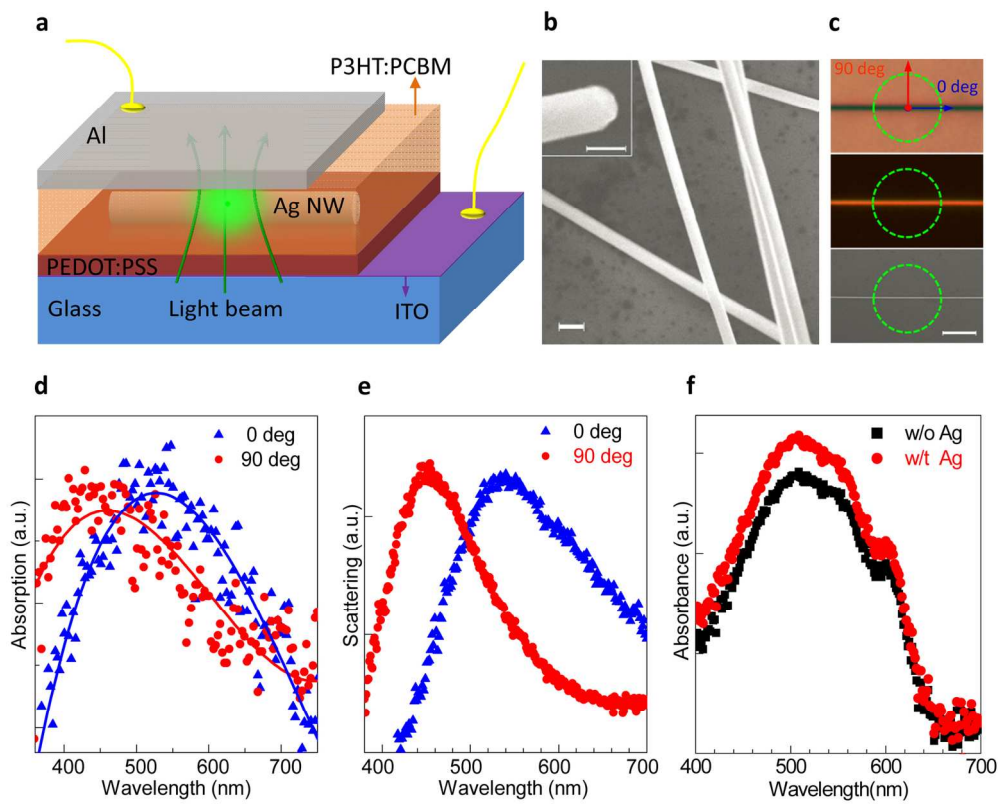 a
P3HT:PCBM
Al
Ag NW
PEDOT:PSS
Glass
Light beam
ITO
b
c
90 deg
0 deg
d
0 deg
90 deg
Absorption (a.u.)
400 500 600 700
Wavelength (nm)
e
0 deg
90 deg
Scattering (a.u.)
400 500 600 700
Wavelength (nm)
f
w/o Ag
w/t Ag
Absorbance (a.u.)
400 500 600 700
Wavelength(nm)